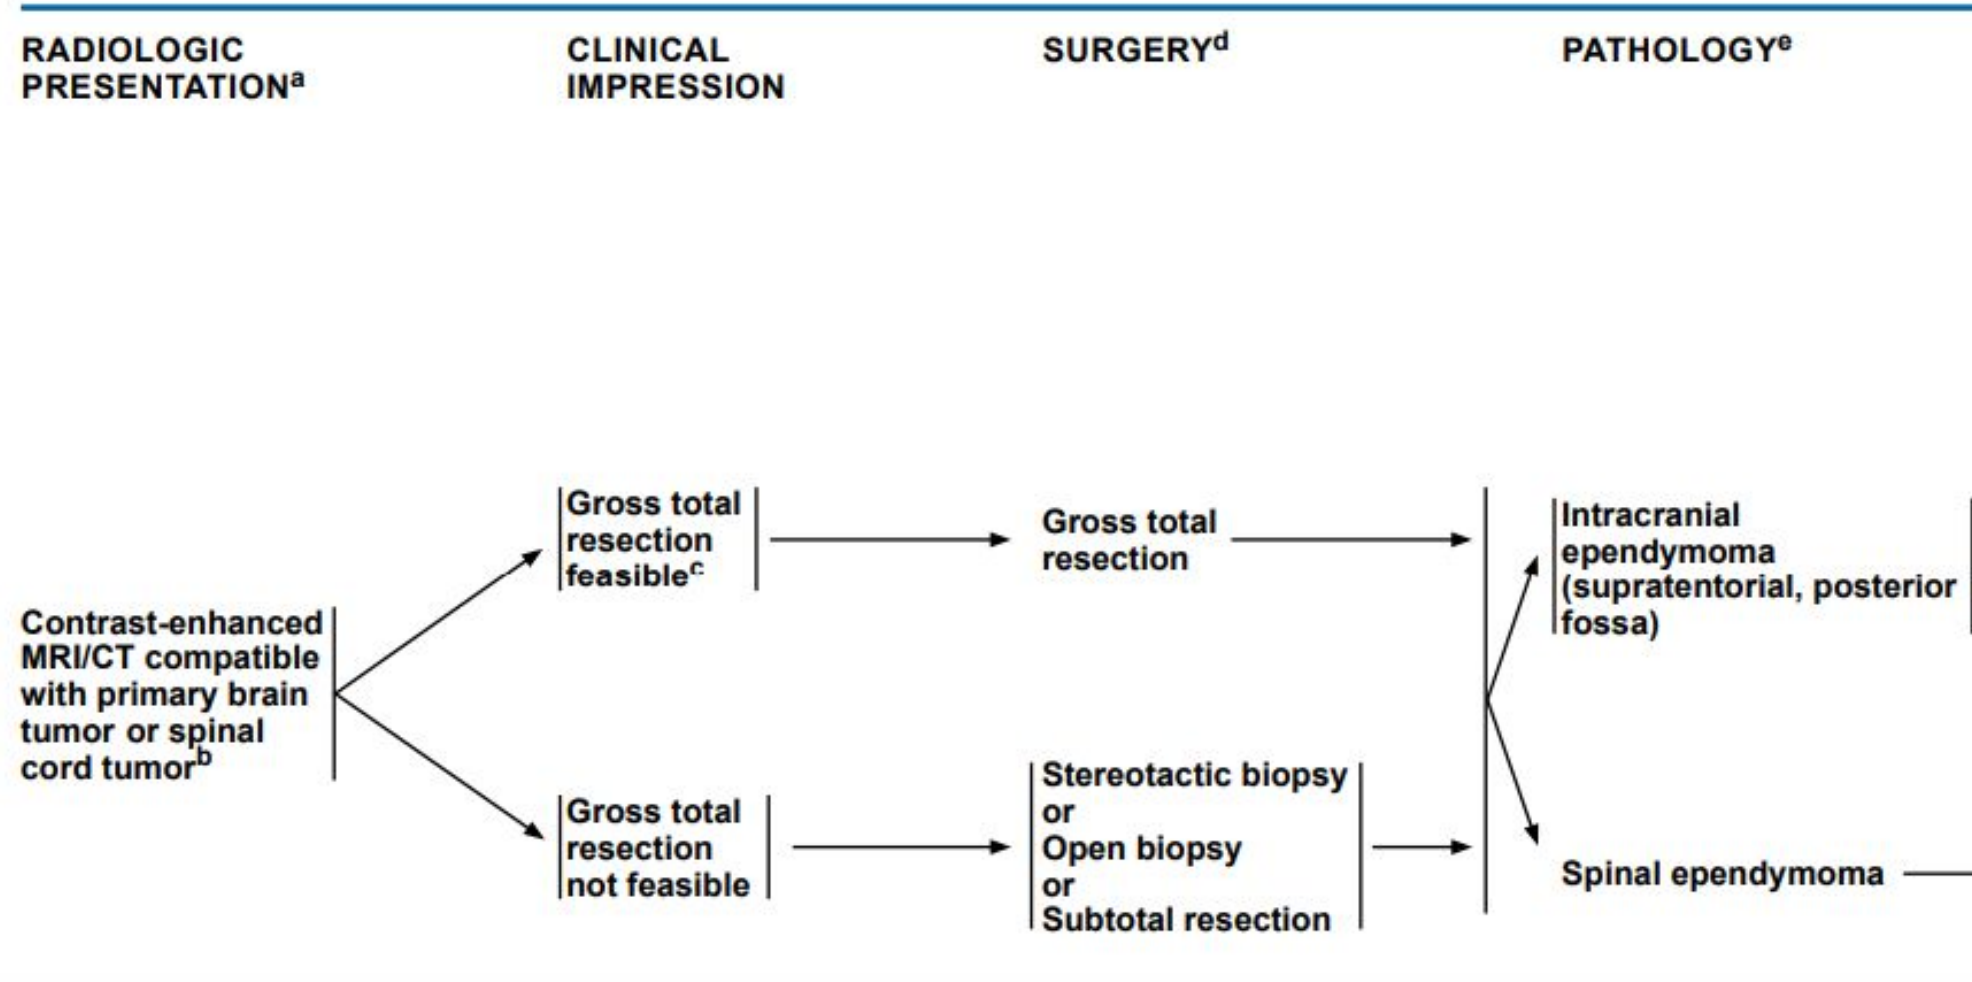 RADIOLOGIC
PRESENTATIONa
CLINICAL
IMPRESSION
SURGERYd
PATHOLOGYe
Contrast-enhanced
MRI/CT compatible
with primary brain
tumor or spinal
cord tumorb
Gross total
resection
feasiblec
Gross total
resection
not feasible
Gross total
resection
Stereotactic biopsy
or
Open biopsy
or
Subtotal resection
Intracranial
ependymoma
(supratentorial, posterior
fossa)
Spinal ependymoma